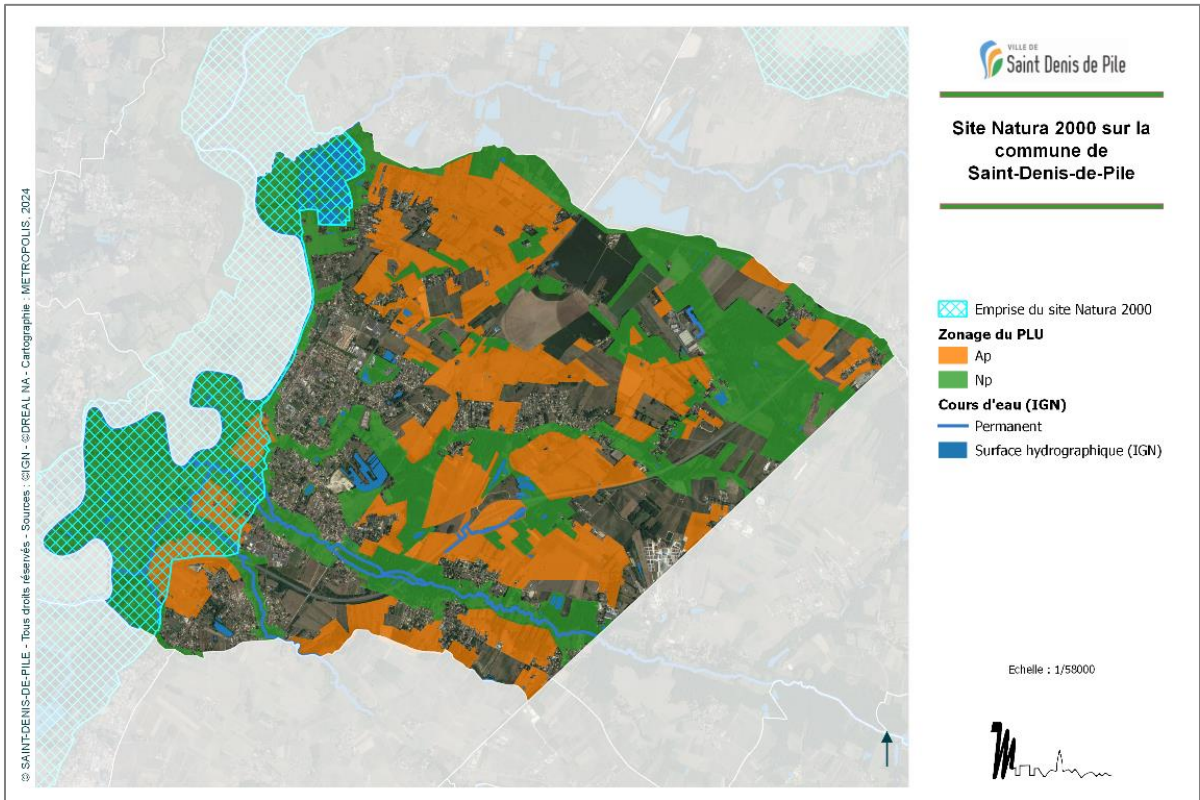 VILLE DE
Saint Denis de Pile
Site Natura 2000 sur la
commune de
Saint-Denis-de-Pile
Emprise du site Natura 2000
Zonage du PLU
Ap
Np
Cours d'eau (IGN)
Permanent
Surface hydrographique (IGN)
Echelle : 1/58000
© SAINT-DENIS-DE-PILE - Tous droits réservés - Sources : ©IGN - ©DREAL NA - Cartographie : METROPOLIS, 2024